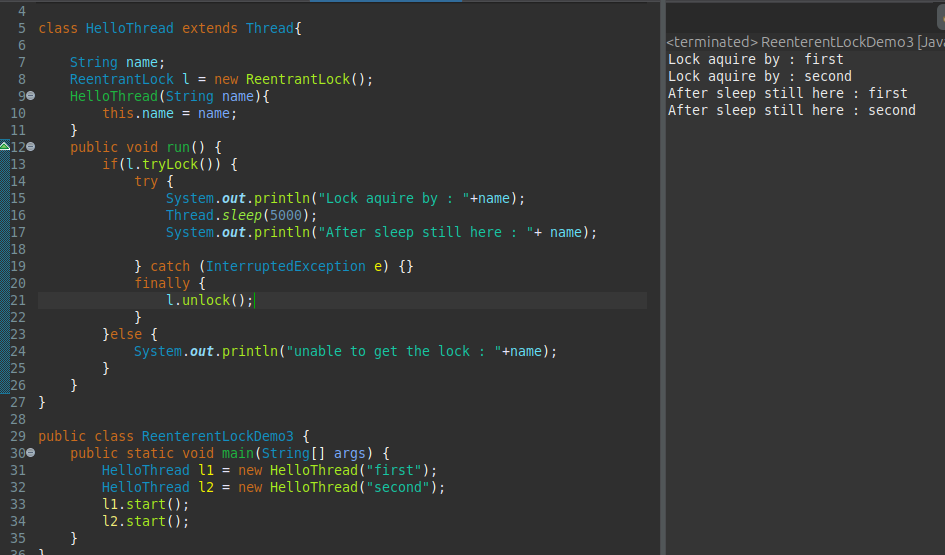 4
5 class HelloThread extends Thread{
6
7     String name;
8     ReentrantLock l = new ReentrantLock();
9     HelloThread(String name){
10         this.name = name;
11     }
12     public void run() {
13         if(l.tryLock()) {
14             try {
15                 System.out.println("Lock aquire by : "+name);
16                 Thread.sleep(5000);
17                 System.out.println("After sleep still here : "+ name);
18
19             } catch (InterruptedException e) {}
20             finally {
21                 l.unlock();
22             }
23         }else {
24             System.out.println("unable to get the lock : "+name);
25         }
26     }
27 }
28
29 public class ReenterentLockDemo3 {
30     public static void main(String[] args) {
31         HelloThread l1 = new HelloThread("first");
32         HelloThread l2 = new HelloThread("second");
33         l1.start();
34         l2.start();
35     }
36 }
<terminated> ReenterentLockDemo3 [Java
Lock aquire by : first
Lock aquire by : second
After sleep still here : first
After sleep still here : second